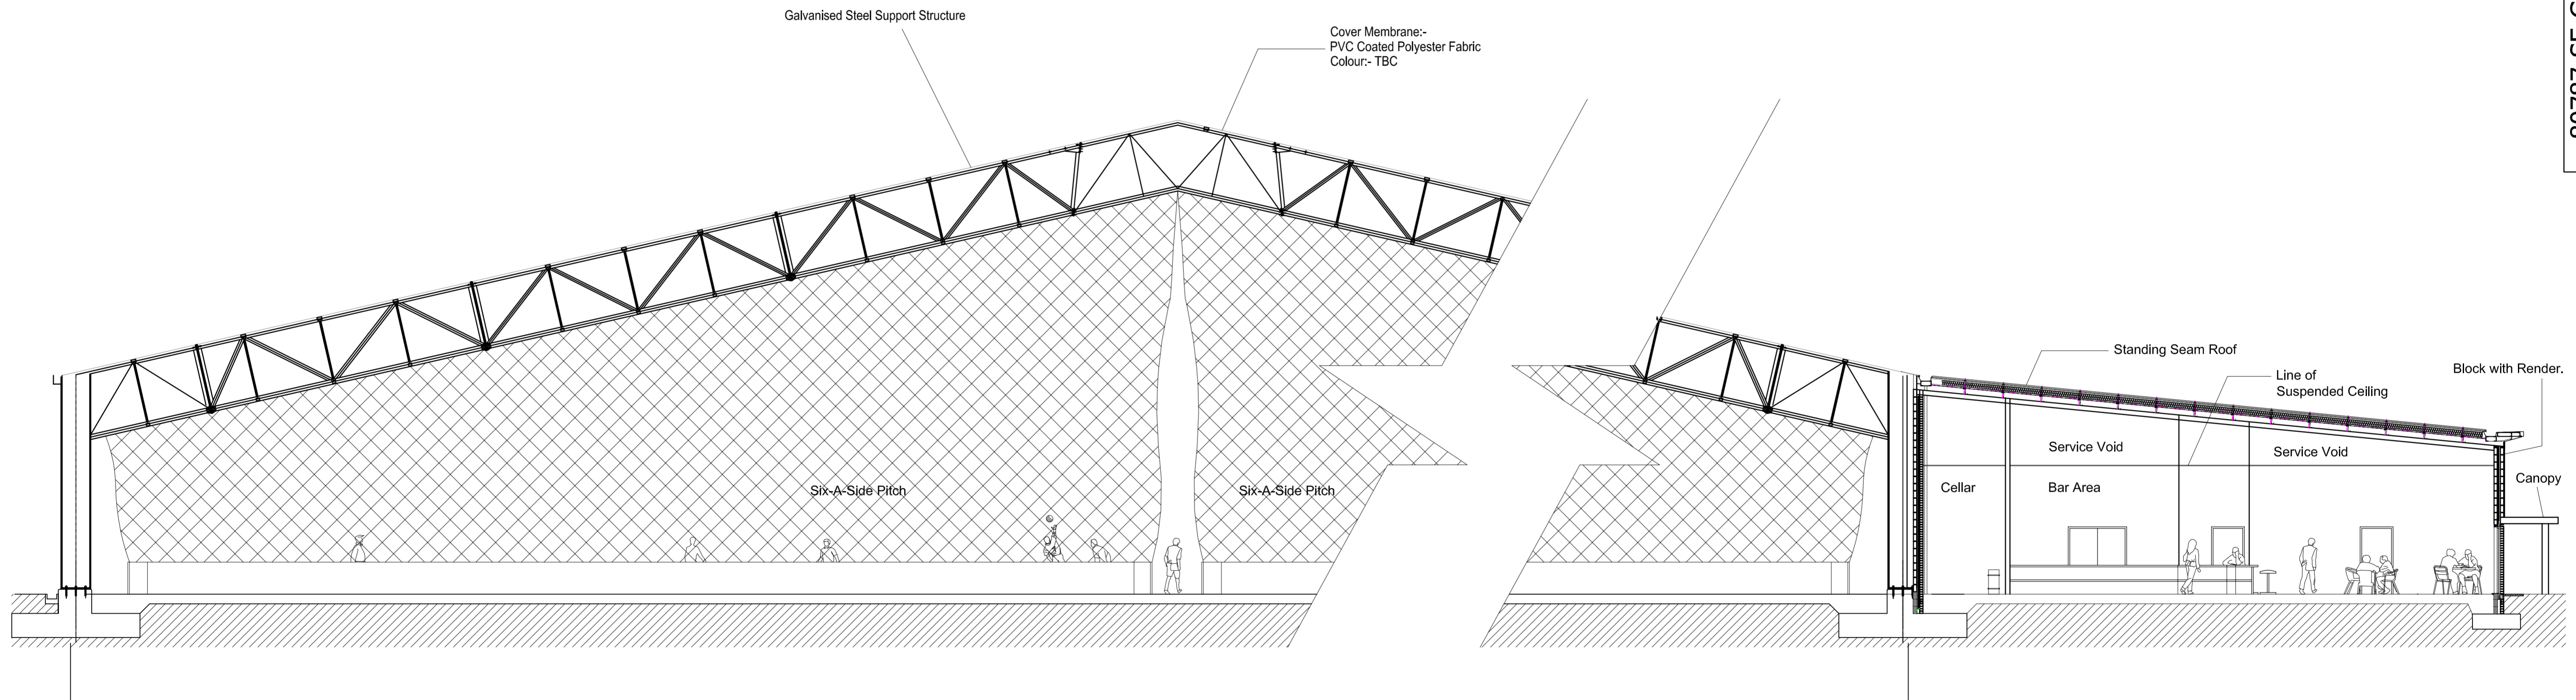 Galvanised Steel Support Structure
Cover Membrane:-
PVC Coated Polyester Fabric
Colour:- TBC
Standing Seam Roof
Line of
Suspended Ceiling
Block with Render.
Service Void
Service Void
Canopy
Six-A-Side Pitch
Six-A-Side Pitch
Cellar
Bar Area